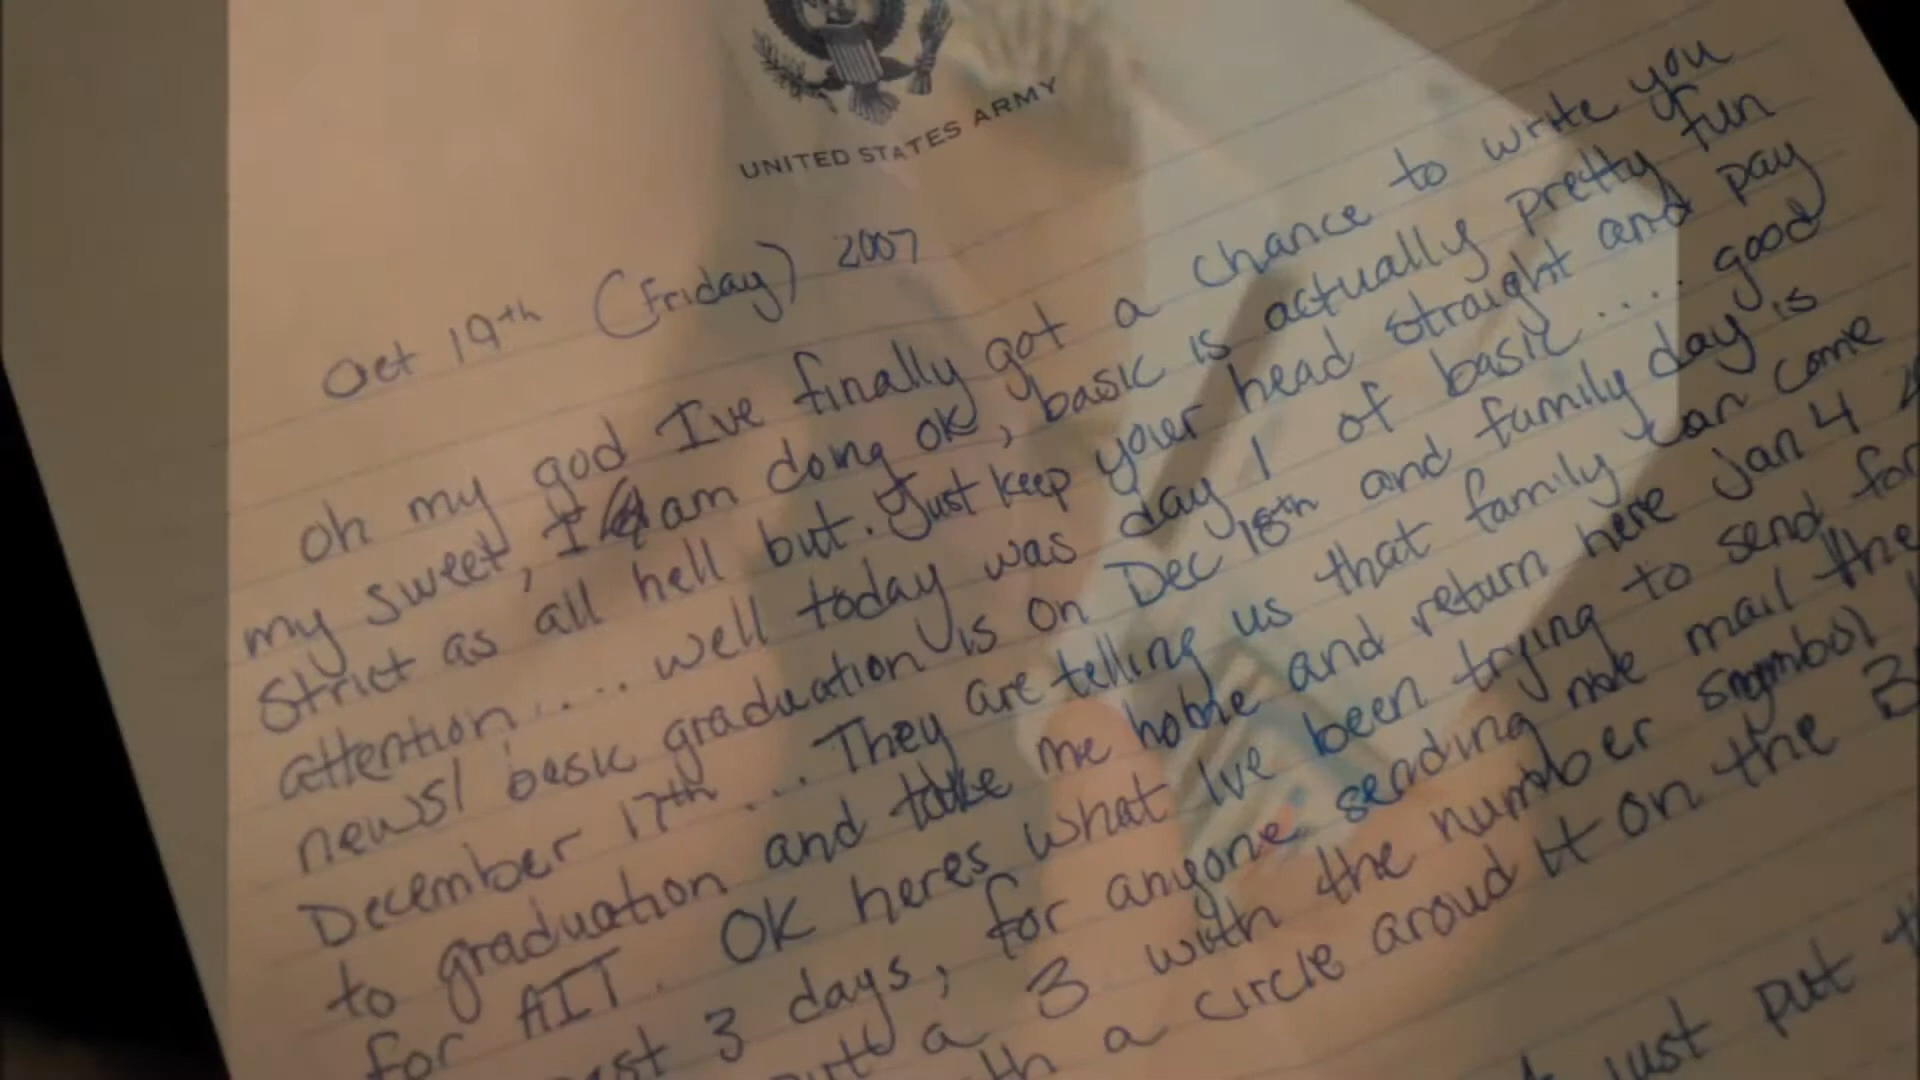 UNITED STATES ARMY
Oct 19th (Friday) 2007
oh my god I've finally got a chance to write you
my sweet, I am doing ok, basic is actually pretty fun
Strict as all hell but. Just keep your head straight and pay
attention.... well today was day 1 of basic..... good
news! basic graduation is on Dec 18th and family day is
December 17th.... They are telling us that family can come
to graduation and take me home and return here Jan 4
for AIT. OK heres what Ive been trying to send for
3 days, for anyone sending me mail the
a 3 with the number symbol
a circle aroud it on the 3
just put